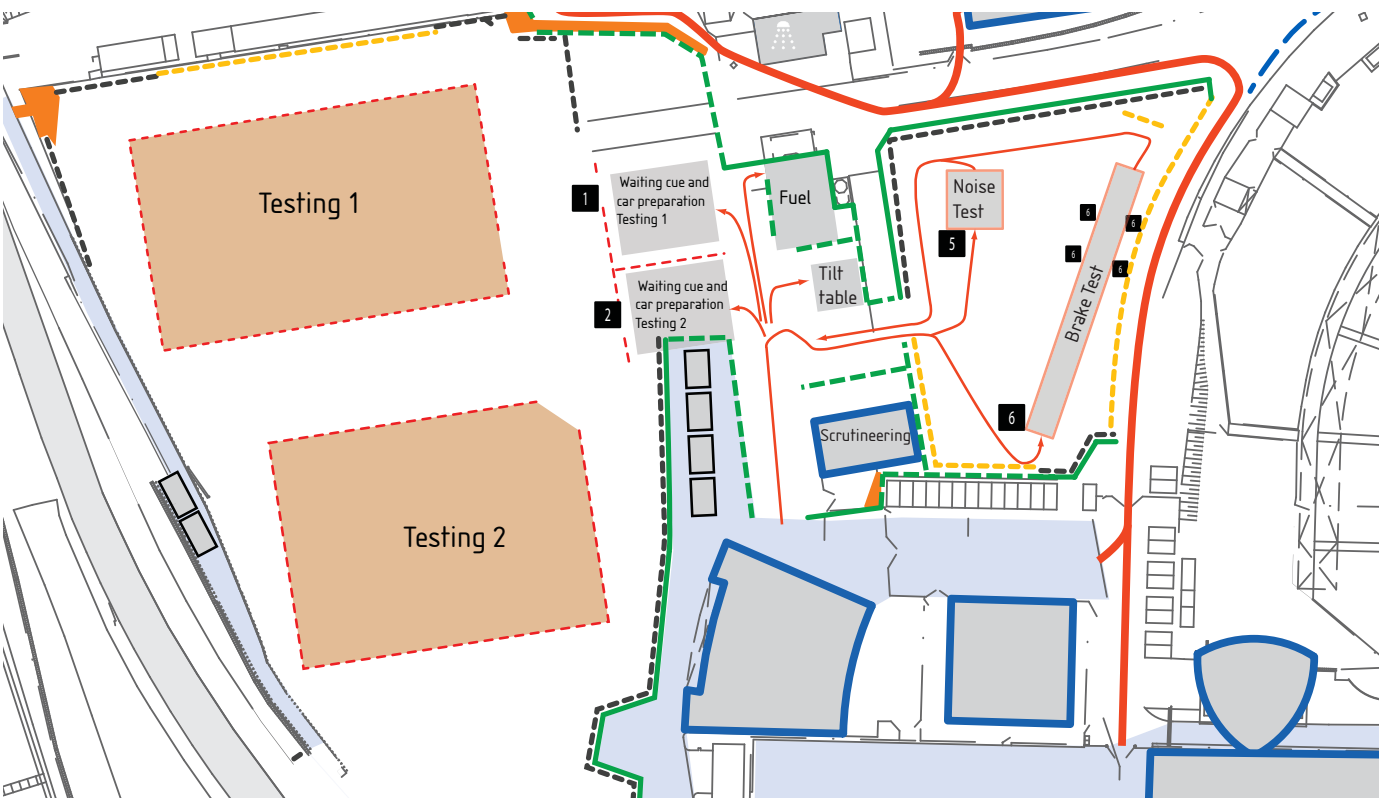 Testing 1
1
Waiting cue and
car preparation
Testing 1
Fuel
Noise
Test
5
6
6
6
6
2
Waiting cue and
car preparation
Testing 2
Tilt
table
Brake Test
6
Scrutineering
Testing 2